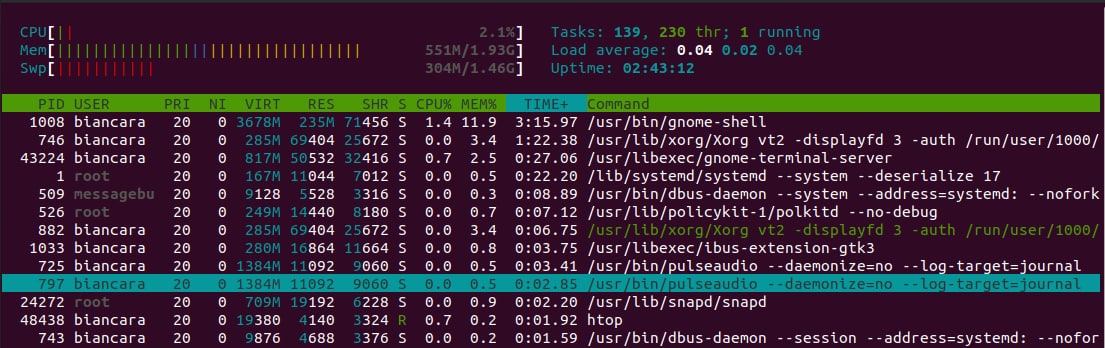 CPU[|| 2.1%] Tasks: 139, 230 thr; 1 running
Mem[||||||||||||||||||||||||||||||||||| 551M/1.93G] Load average: 0.04 0.02 0.04
Swp[||||||||||| 304M/1.46G] Uptime: 02:43:12
PID USER PRI NI VIRT RES SHR S CPU% MEM% TIME+ Command
1008 biancara 20 0 3678M 235M 71456 S 1.4 11.9 3:15.97 /usr/bin/gnome-shell
746 biancara 20 0 285M 69404 25672 S 0.0 3.4 1:22.38 /usr/lib/xorg/Xorg vt2 -displayfd 3 -auth /run/user/1000/
43224 biancara 20 0 817M 50532 32416 S 0.7 2.5 0:27.06 /usr/libexec/gnome-terminal-server
1 root 20 0 167M 11044 7012 S 0.0 0.5 0:22.20 /lib/systemd/systemd --system --deserialize 17
509 messagebu 20 0 9128 5528 3316 S 0.0 0.3 0:08.89 /usr/bin/dbus-daemon --system --address=systemd: --nofork
526 root 20 0 249M 14440 8180 S 0.0 0.7 0:07.12 /usr/lib/policykit-1/polkitd --no-debug
882 biancara 20 0 285M 69404 25672 S 0.0 3.4 0:06.75 /usr/lib/xorg/Xorg vt2 -displayfd 3 -auth /run/user/1000/
1033 biancara 20 0 280M 16864 11664 S 0.0 0.8 0:03.75 /usr/libexec/ibus-extension-gtk3
725 biancara 20 0 1384M 11092 9060 S 0.0 0.5 0:03.41 /usr/bin/pulseaudio --daemonize=no --log-target=journal
797 biancara 20 0 1384M 11092 9060 S 0.0 0.5 0:02.85 /usr/bin/pulseaudio --daemonize=no --log-target=journal
24272 root 20 0 709M 19192 6228 S 0.0 0.9 0:02.20 /usr/lib/snapd/snapd
48438 biancara 20 0 19380 4140 3324 R 0.7 0.2 0:01.92 htop
743 biancara 20 0 9876 4688 3376 S 0.0 0.2 0:01.59 /usr/bin/dbus-daemon --session --address=systemd: --nofor